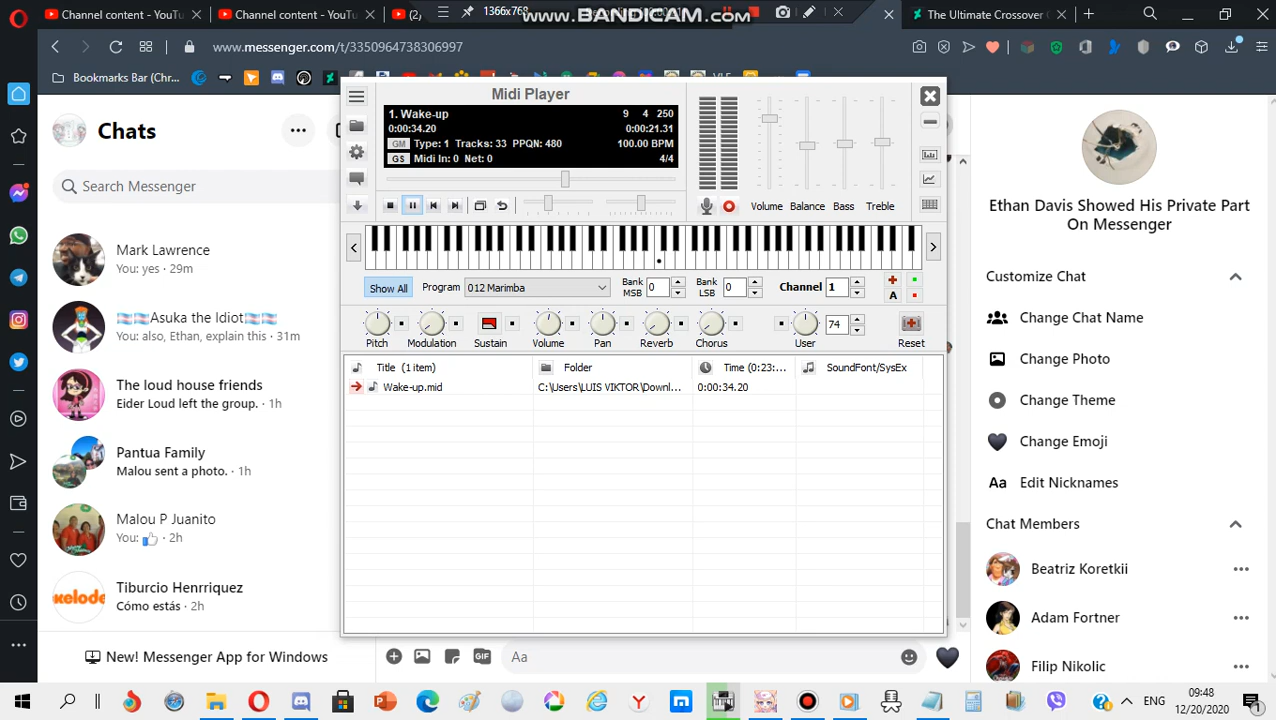 Channel content - YouT
Channel content - YouT
(2)
1366x768
www.BANDICAM.com
The Ultimate Crossover C
www.messenger.com/t/3350964738306997
Bookmarks Bar (Chr...
Chats
Search Messenger
Mark Lawrence
You: yes · 29m
Asuka the Idiot
You: also, Ethan, explain this · 31m
The loud house friends
Eider Loud left the group. · 1h
Pantua Family
Malou sent a photo. · 1h
Malou P Juanito
You: 👍 · 2h
Tiburcio Henrriquez
Cómo estás · 2h
kelode
New! Messenger App for Windows
Midi Player
1. Wake-up 9 4 250
0:00:34.20 0:00:21.31
GM Type: 1 Tracks: 33 PPQN: 480 100.00 BPM
GS Midi In: 0 Net: 0 4/4
Volume Balance Bass Treble
Show All Program 012 Marimba Bank MSB 0 Bank LSB 0 Channel 1 A
74
Pitch Modulation Sustain Volume Pan Reverb Chorus User Reset
Title (1 item) Folder Time (0:23:... SoundFont/SysEx
Wake-up.mid C:\Users\LUIS VIKTOR\Downl... 0:00:34.20
GIF Aa
Ethan Davis Showed His Private Part
On Messenger
Customize Chat
Change Chat Name
Change Photo
Change Theme
Change Emoji
Aa Edit Nicknames
Chat Members
Beatriz Koretkii
Adam Fortner
Filip Nikolic
ENG
09:48
12/20/2020
1